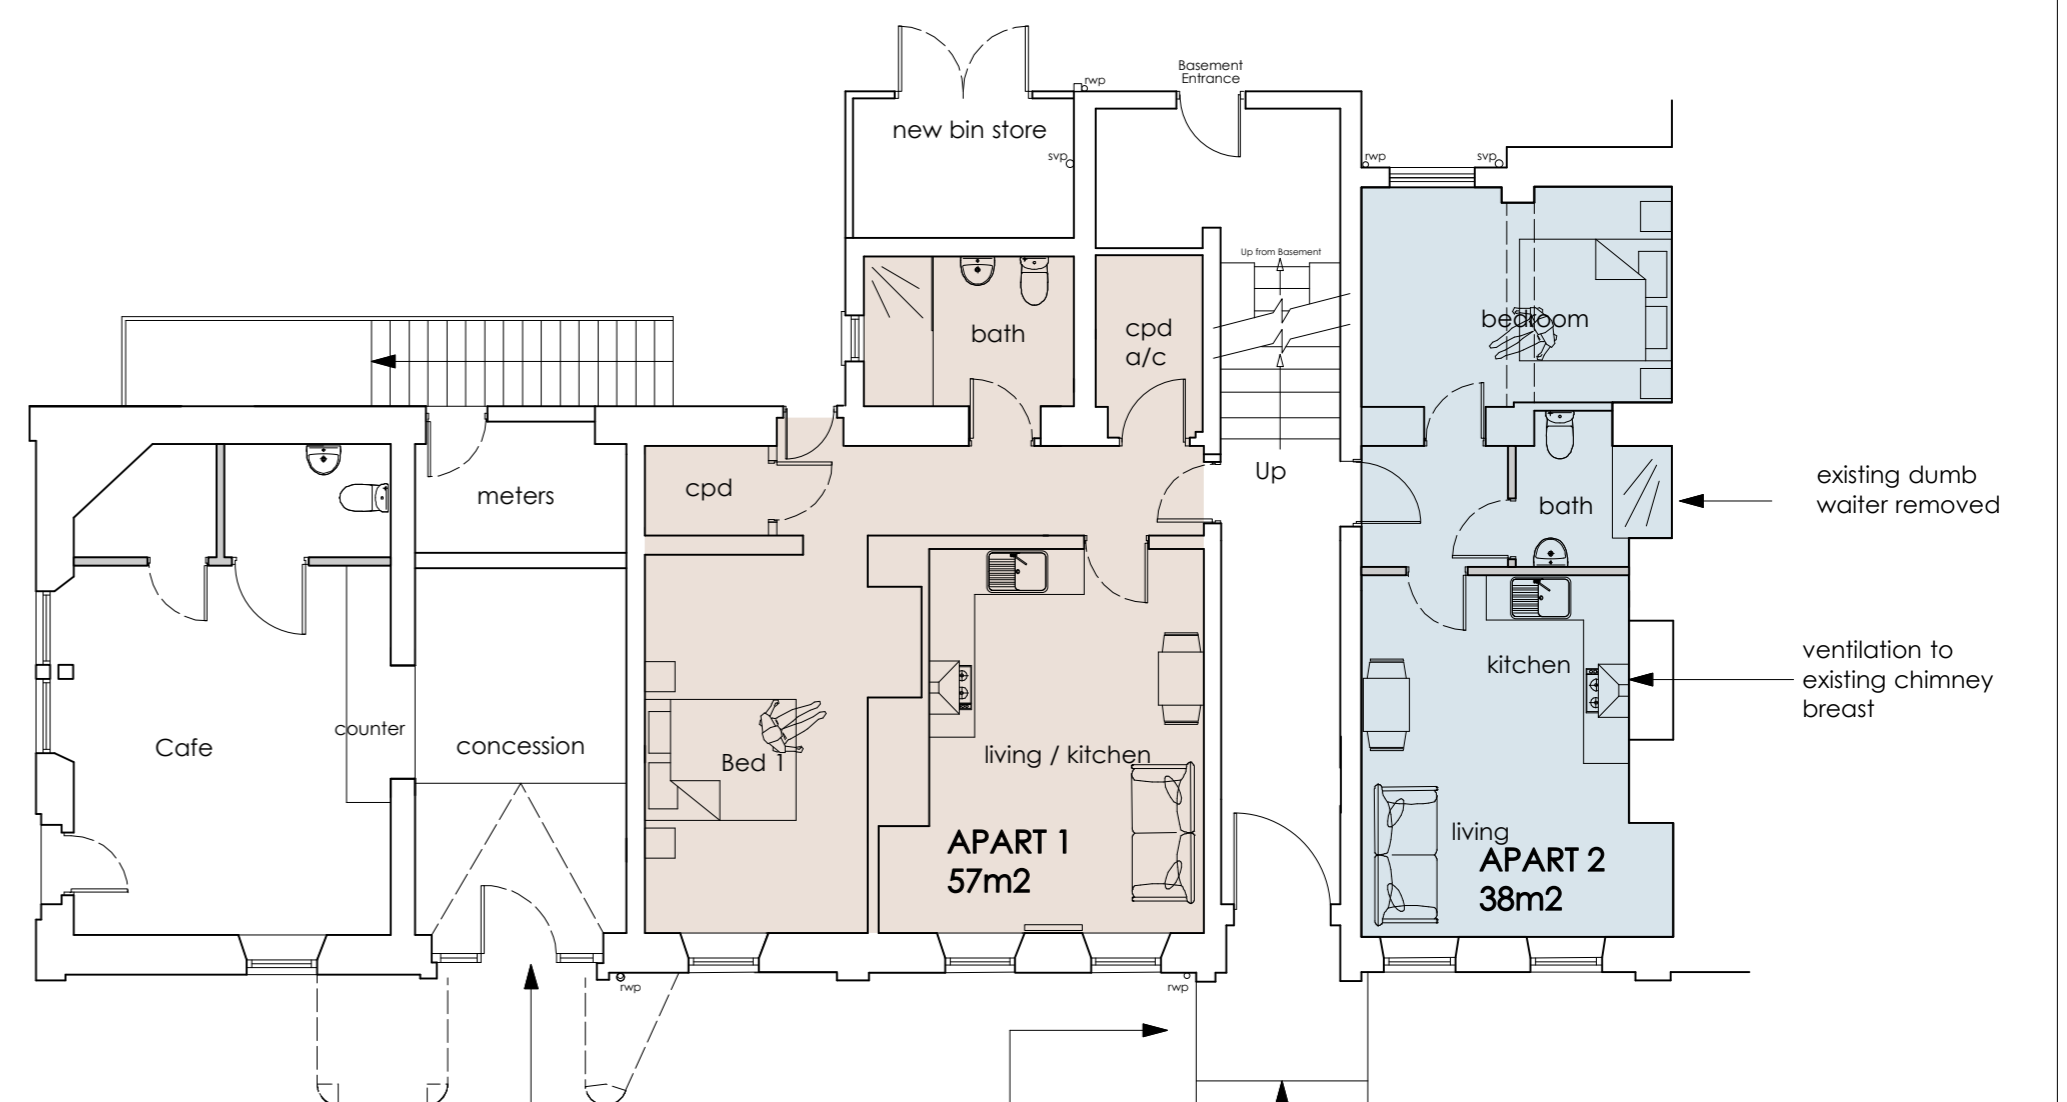 Basement
Entrance
rwp
new bin store
svp
rwp
svp
Up from Basement
bath
cpd
a/c
bedroom
Up
cpd
meters
bath
existing dumb
waiter removed
kitchen
ventilation to
existing chimney
breast
counter
Cafe
concession
Bed 1
living / kitchen
living
APART 1
57m2
APART 2
38m2
rwp
rwp